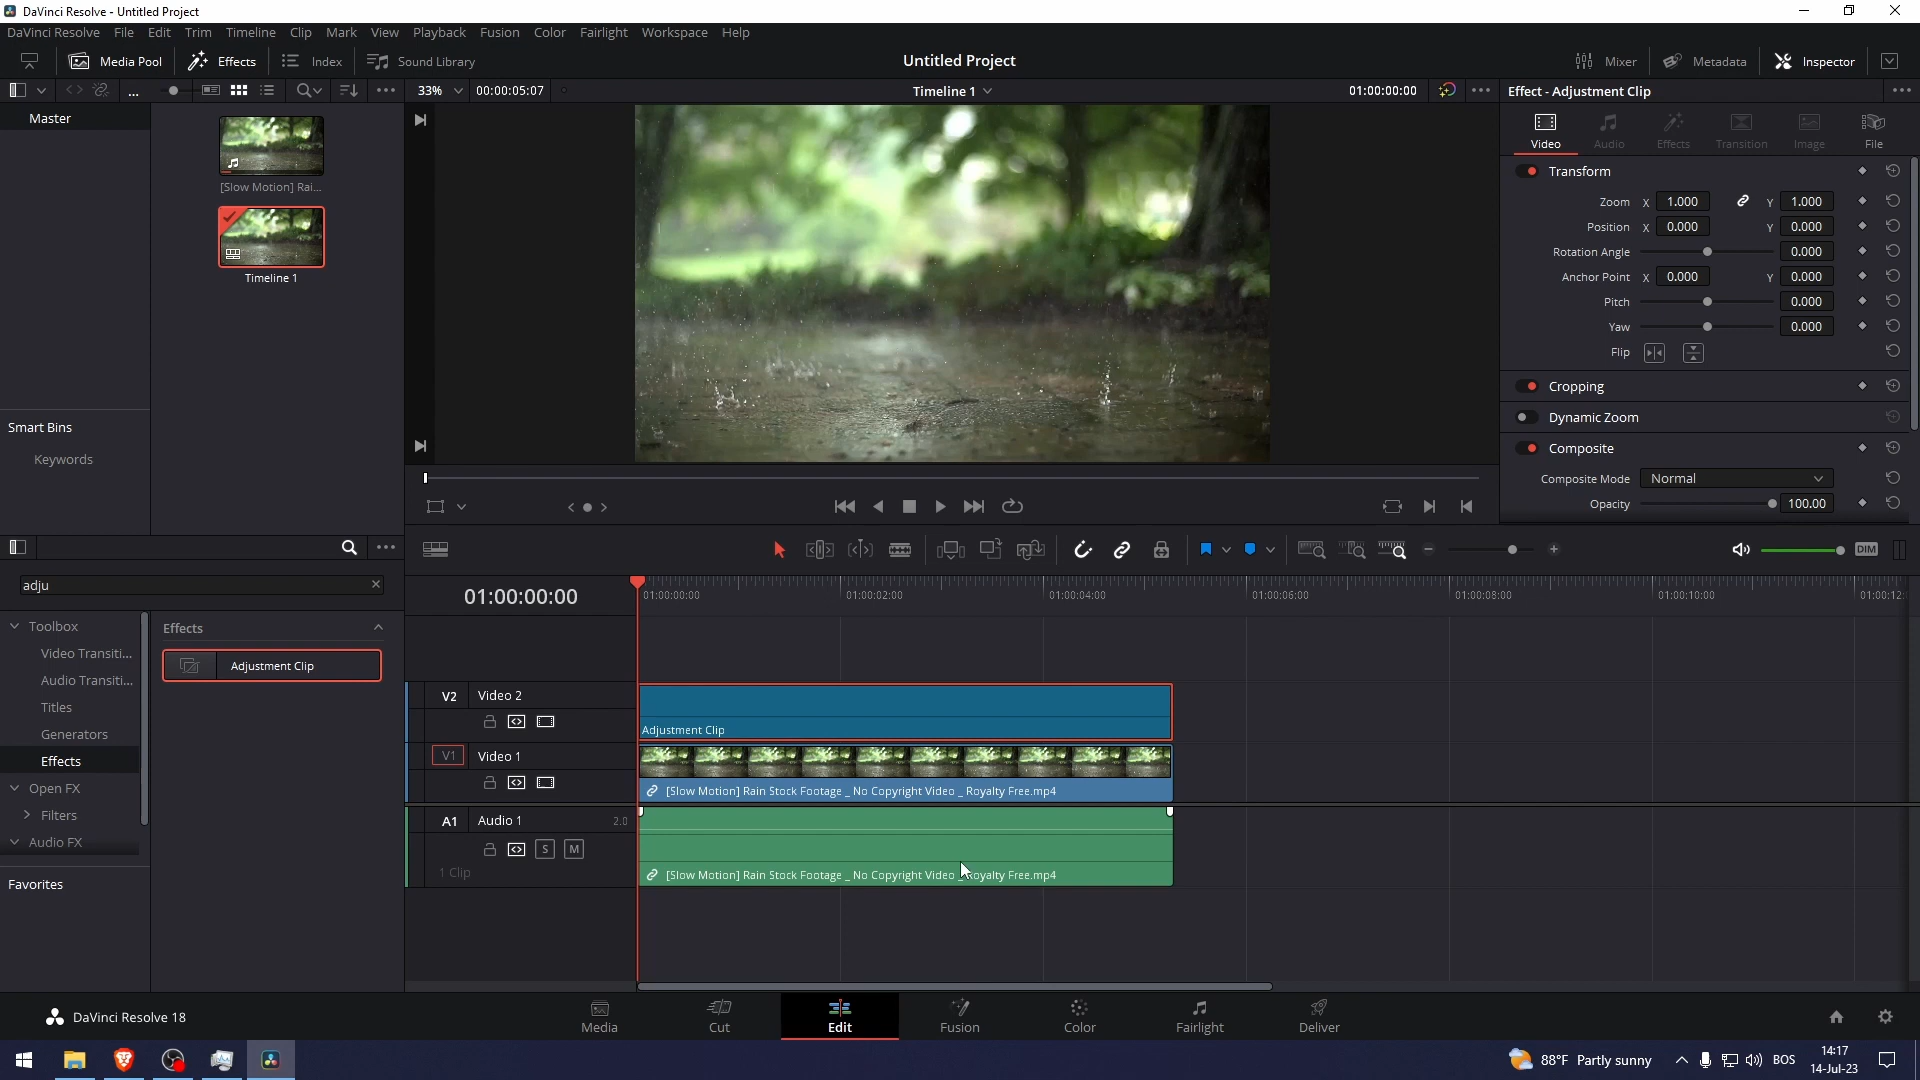 DaVinci Resolve - Untitled Project
DaVinci Resolve File Edit Trim Timeline Clip Mark View Playback Fusion Color Fairlight Workspace Help
Media Pool Effects Index Sound Library Untitled Project Mixer Metadata Inspector
... 33% 00:00:05:07 Timeline 1 01:00:00:00 Effect - Adjustment Clip
Master
[Slow Motion] Rai...
Timeline 1
Smart Bins
Keywords
Video Audio Effects Transition Image File
Transform
Zoom X 1.000 Y 1.000
Position X 0.000 Y 0.000
Rotation Angle 0.000
Anchor Point X 0.000 Y 0.000
Pitch 0.000
Yaw 0.000
Flip
Cropping
Dynamic Zoom
Composite
Composite Mode Normal
Opacity 100.00
DIM
adju
Toolbox
Video Transiti...
Audio Transiti...
Titles
Generators
Effects
Open FX
Filters
Audio FX
Favorites
Effects
Adjustment Clip
01:00:00:00 01:00:00:00 01:00:02:00 01:00:04:00 01:00:06:00 01:00:08:00 01:00:10:00 01:00:12:
V2 Video 2
Adjustment Clip
V1 Video 1
[Slow Motion] Rain Stock Footage _ No Copyright Video _ Royalty Free.mp4
A1 Audio 1 2.0
S M
1 Clip
[Slow Motion] Rain Stock Footage _ No Copyright Video _ Royalty Free.mp4
DaVinci Resolve 18
Media Cut Edit Fusion Color Fairlight Deliver
88°F Partly sunny BOS 14:17
14-Jul-23